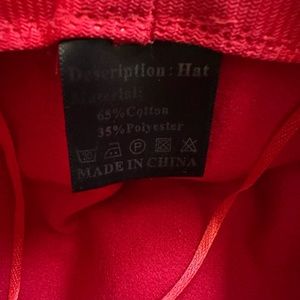 Description: Hat
Material:
65%Cotton
35%Polyester
MADE IN CHINA